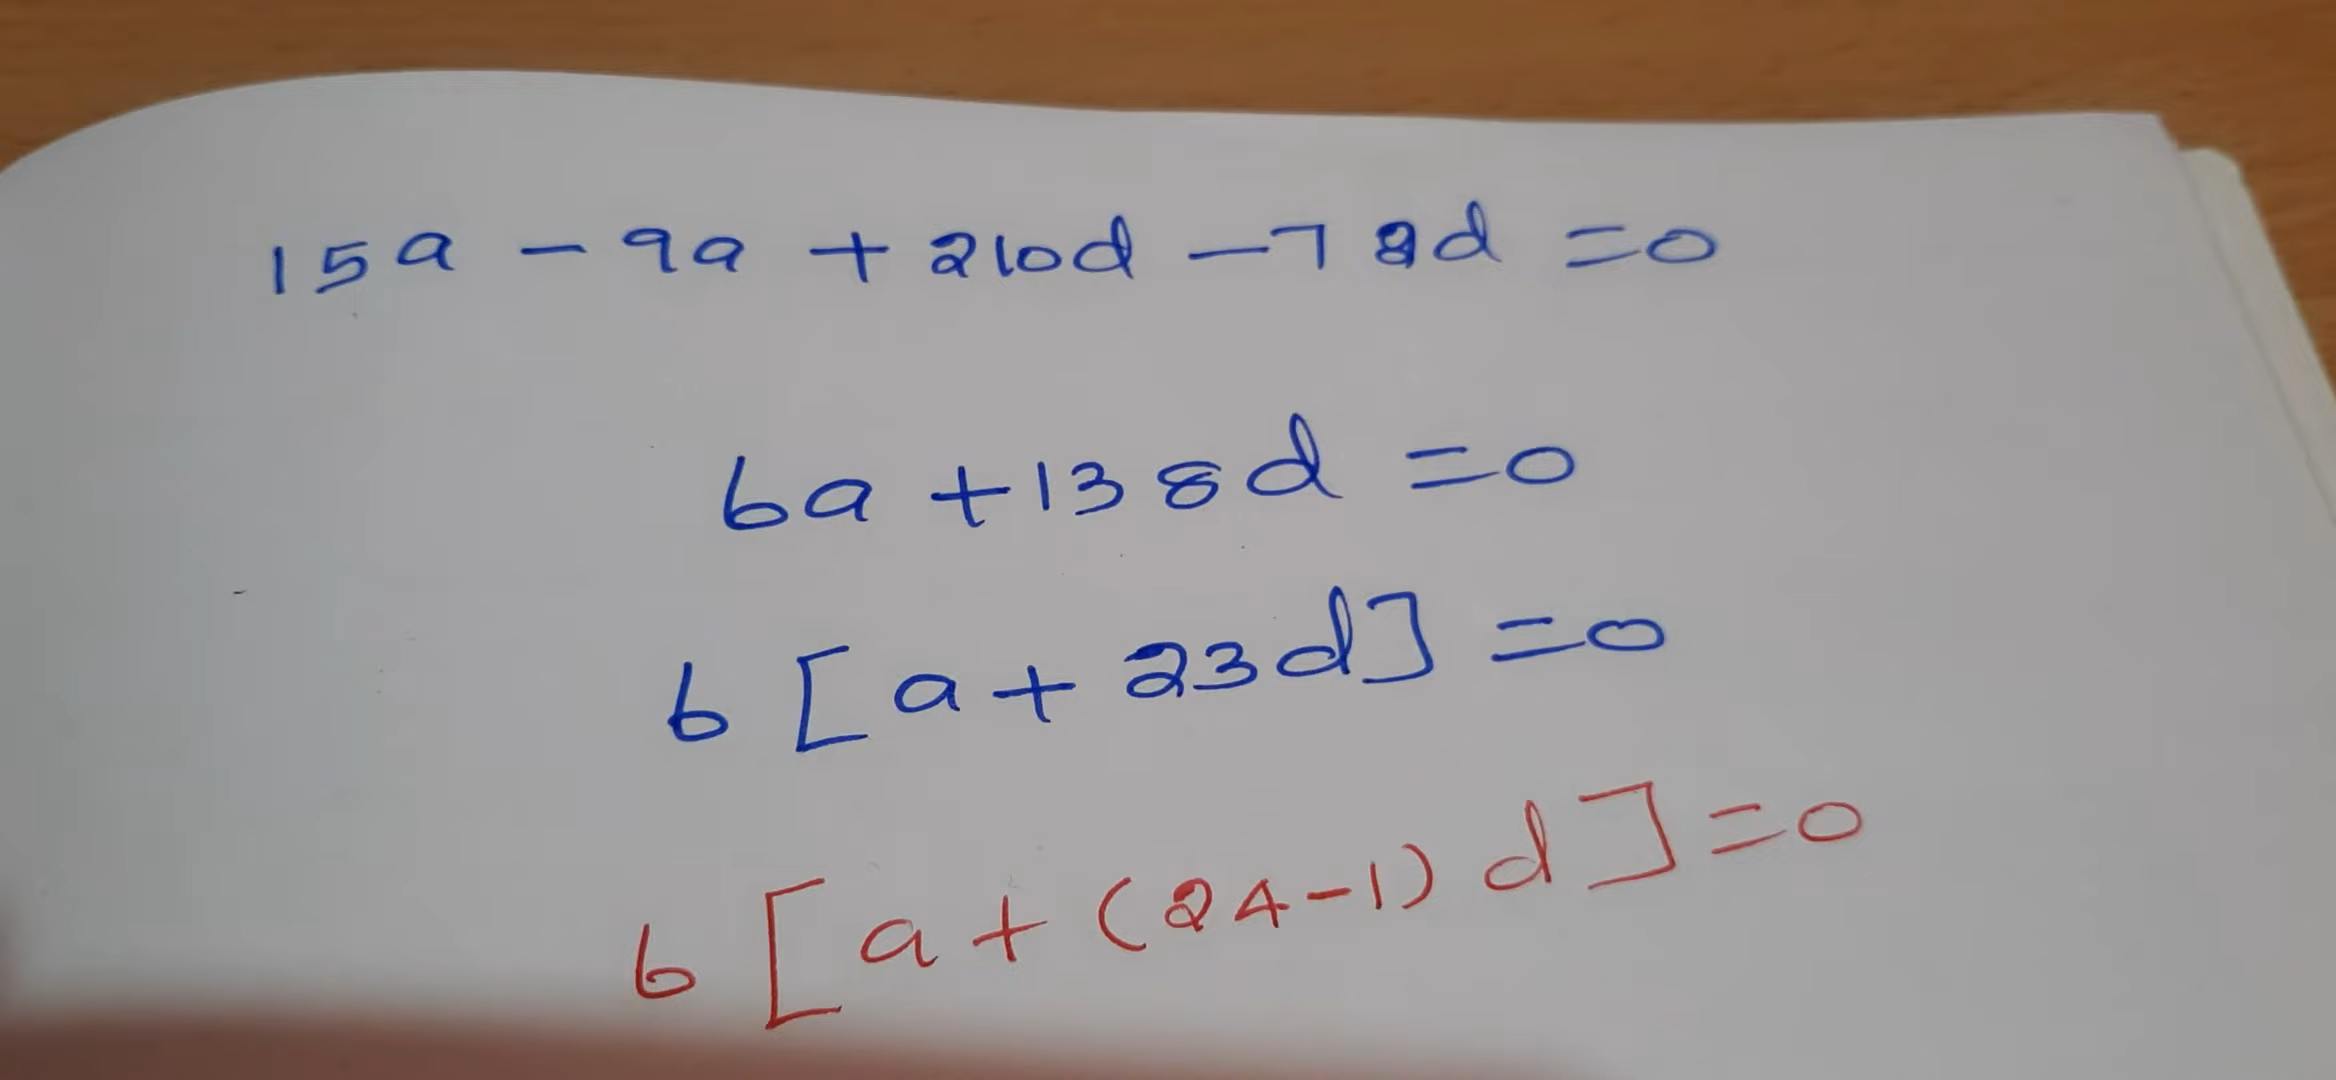 15a - 9a + 210d - 72d = 0
6a + 138d = 0
6 [a + 23d] = 0
6 [a + (24-1) d] = 0